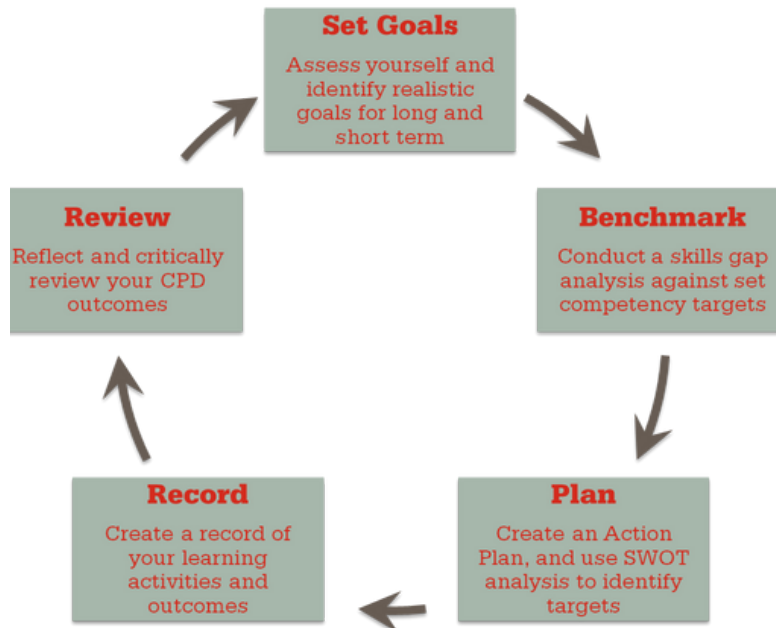 Set Goals
Assess yourself and
identify realistic
goals for long and
short term
Benchmark
Conduct a skills gap
analysis against set
competency targets
Plan
Create an Action
Plan, and use SWOT
analysis to identify
targets
Record
Create a record of
your learning
activities and
outcomes
Review
Reflect and critically
review your CPD
outcomes